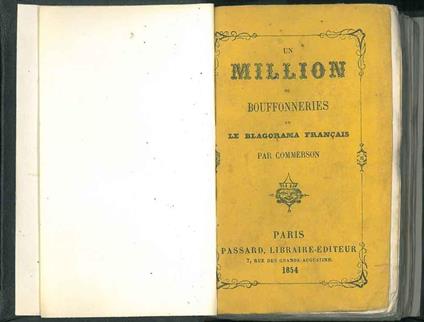 UN
MILLION
DE
BOUFFONNERIES
OU
LE BLAGORAMA FRANÇAIS
PAR COMMERSON
PARIS
PASSARD, LIBRAIRE-ÉDITEUR
7, RUE DES GRANDS-AUGUSTINS.
1854